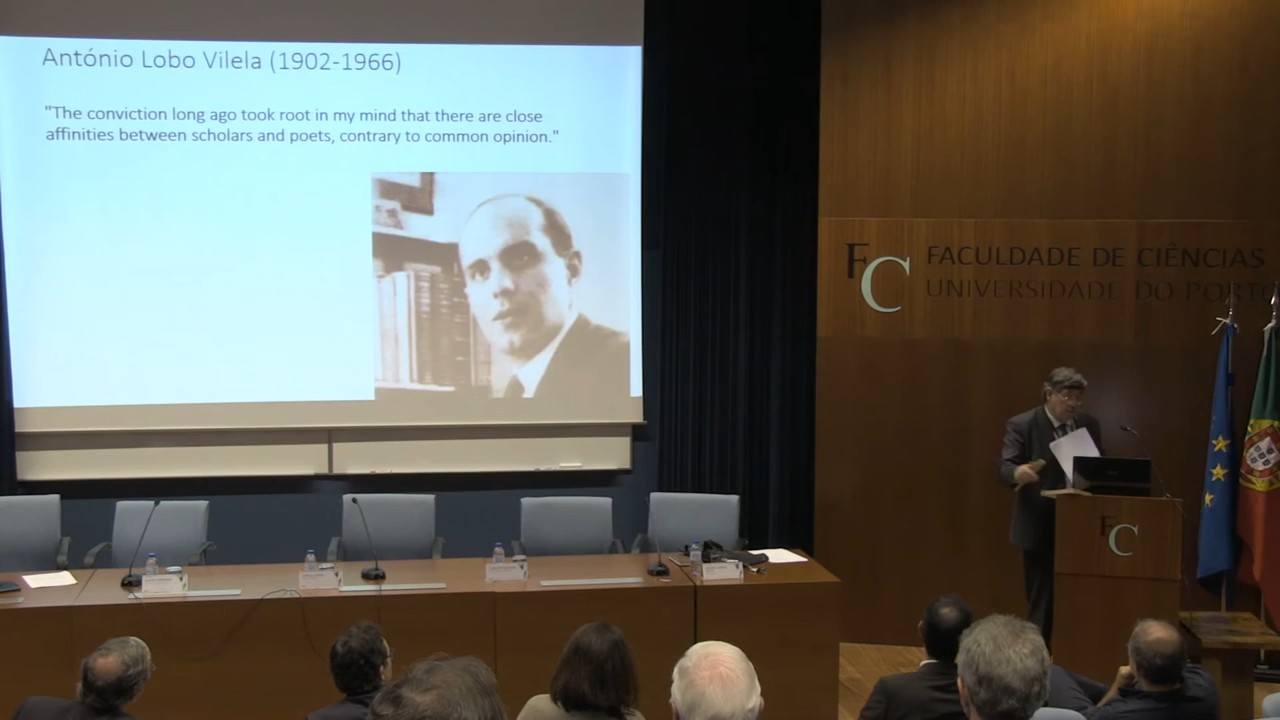 António Lobo Vilela (1902-1966)
"The conviction long ago took root in my mind that there are close
affinities between scholars and poets, contrary to common opinion."
FC
FACULDADE DE CIÊNCIAS
UNIVERSIDADE DO PORTO
FC